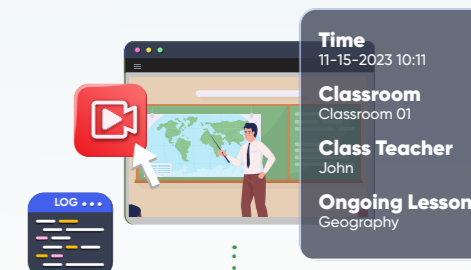 Time
11-15-2023 10:11
Classroom
Classroom 01
Class Teacher
John
Ongoing Lesson
Geography
LOG